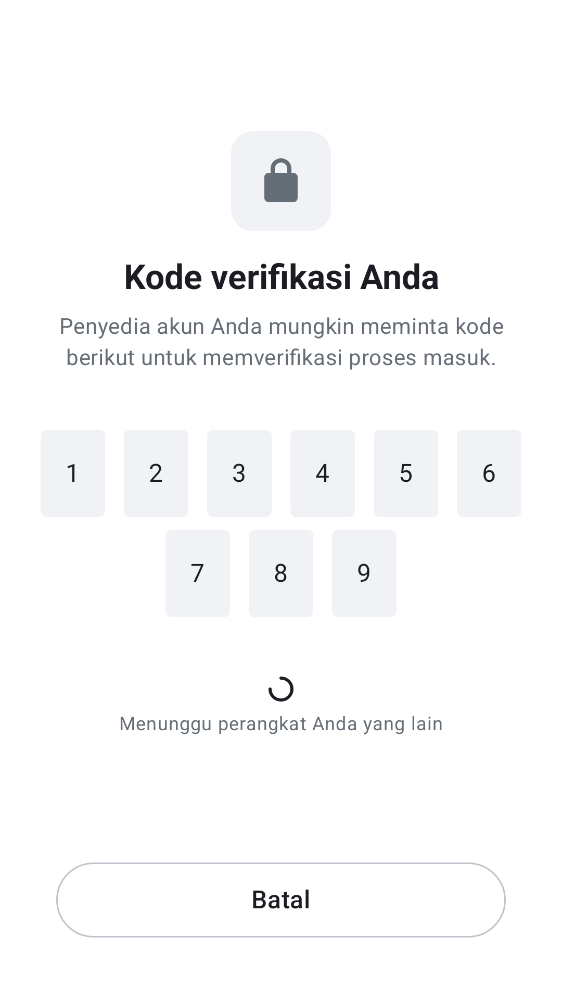 Kode verifikasi Anda
Penyedia akun Anda mungkin meminta kode
berikut untuk memverifikasi proses masuk.
1 2 3 4 5 6
7 8 9
Menunggu perangkat Anda yang lain
Batal